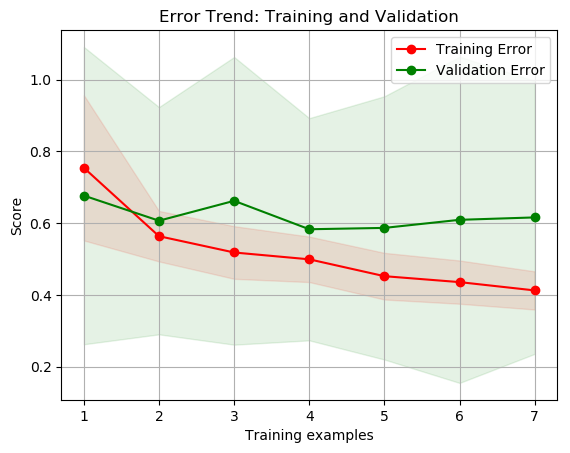 Error Trend: Training and Validation
Training Error
Validation Error
Score
1.0
0.8
0.6
0.4
0.2
1 2 3 4 5 6 7
Training examples